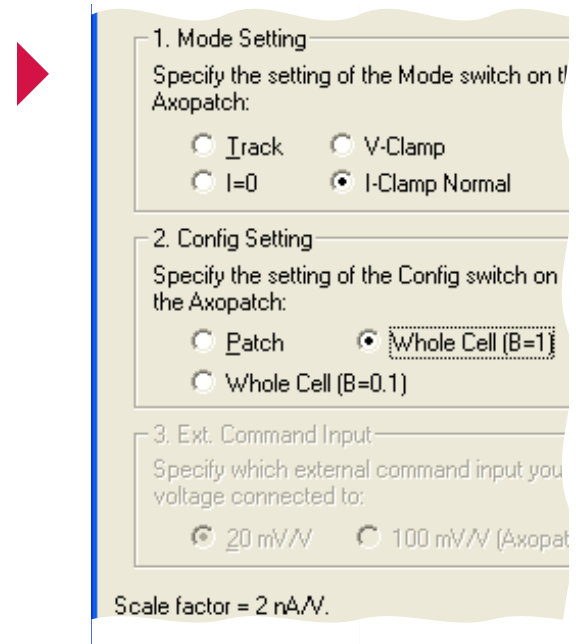 1. Mode Setting
Specify the setting of the Mode switch on
Axopatch:
Track V-Clamp
I=0 I-Clamp Normal
2. Config Setting
Specify the setting of the Config switch on
the Axopatch:
Patch Whole Cell (B=1)
Whole Cell (B=0.1)
3. Ext. Command Input
Specify which external command input you
voltage connected to:
20 mV/V 100 mV/V (Axopat
Scale factor = 2 nA/V.